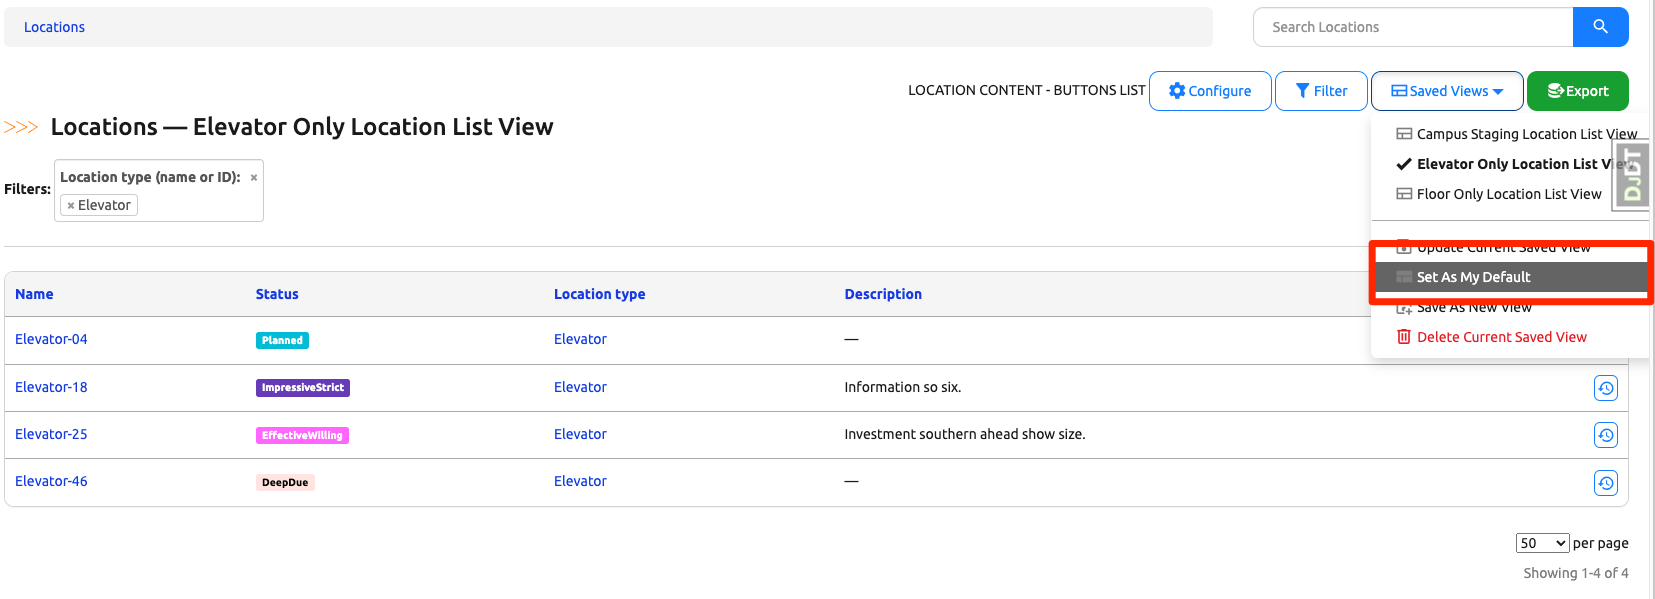 Locations
Search Locations
LOCATION CONTENT - BUTTONS LIST
Configure
Filter
Saved Views
Export
>>> Locations — Elevator Only Location List View
Campus Staging Location List View
Elevator Only Location List View
Floor Only Location List View
DJDT
Filters:
Location type (name or ID): ×
× Elevator
Update Current Saved View
Set As My Default
Save As New View
Delete Current Saved View
Name Status Location type Description
Elevator-04 Planned Elevator —
Elevator-18 ImpressiveStrict Elevator Information so six.
Elevator-25 EffectiveWilling Elevator Investment southern ahead show size.
Elevator-46 DeepDue Elevator —
50 per page
Showing 1-4 of 4